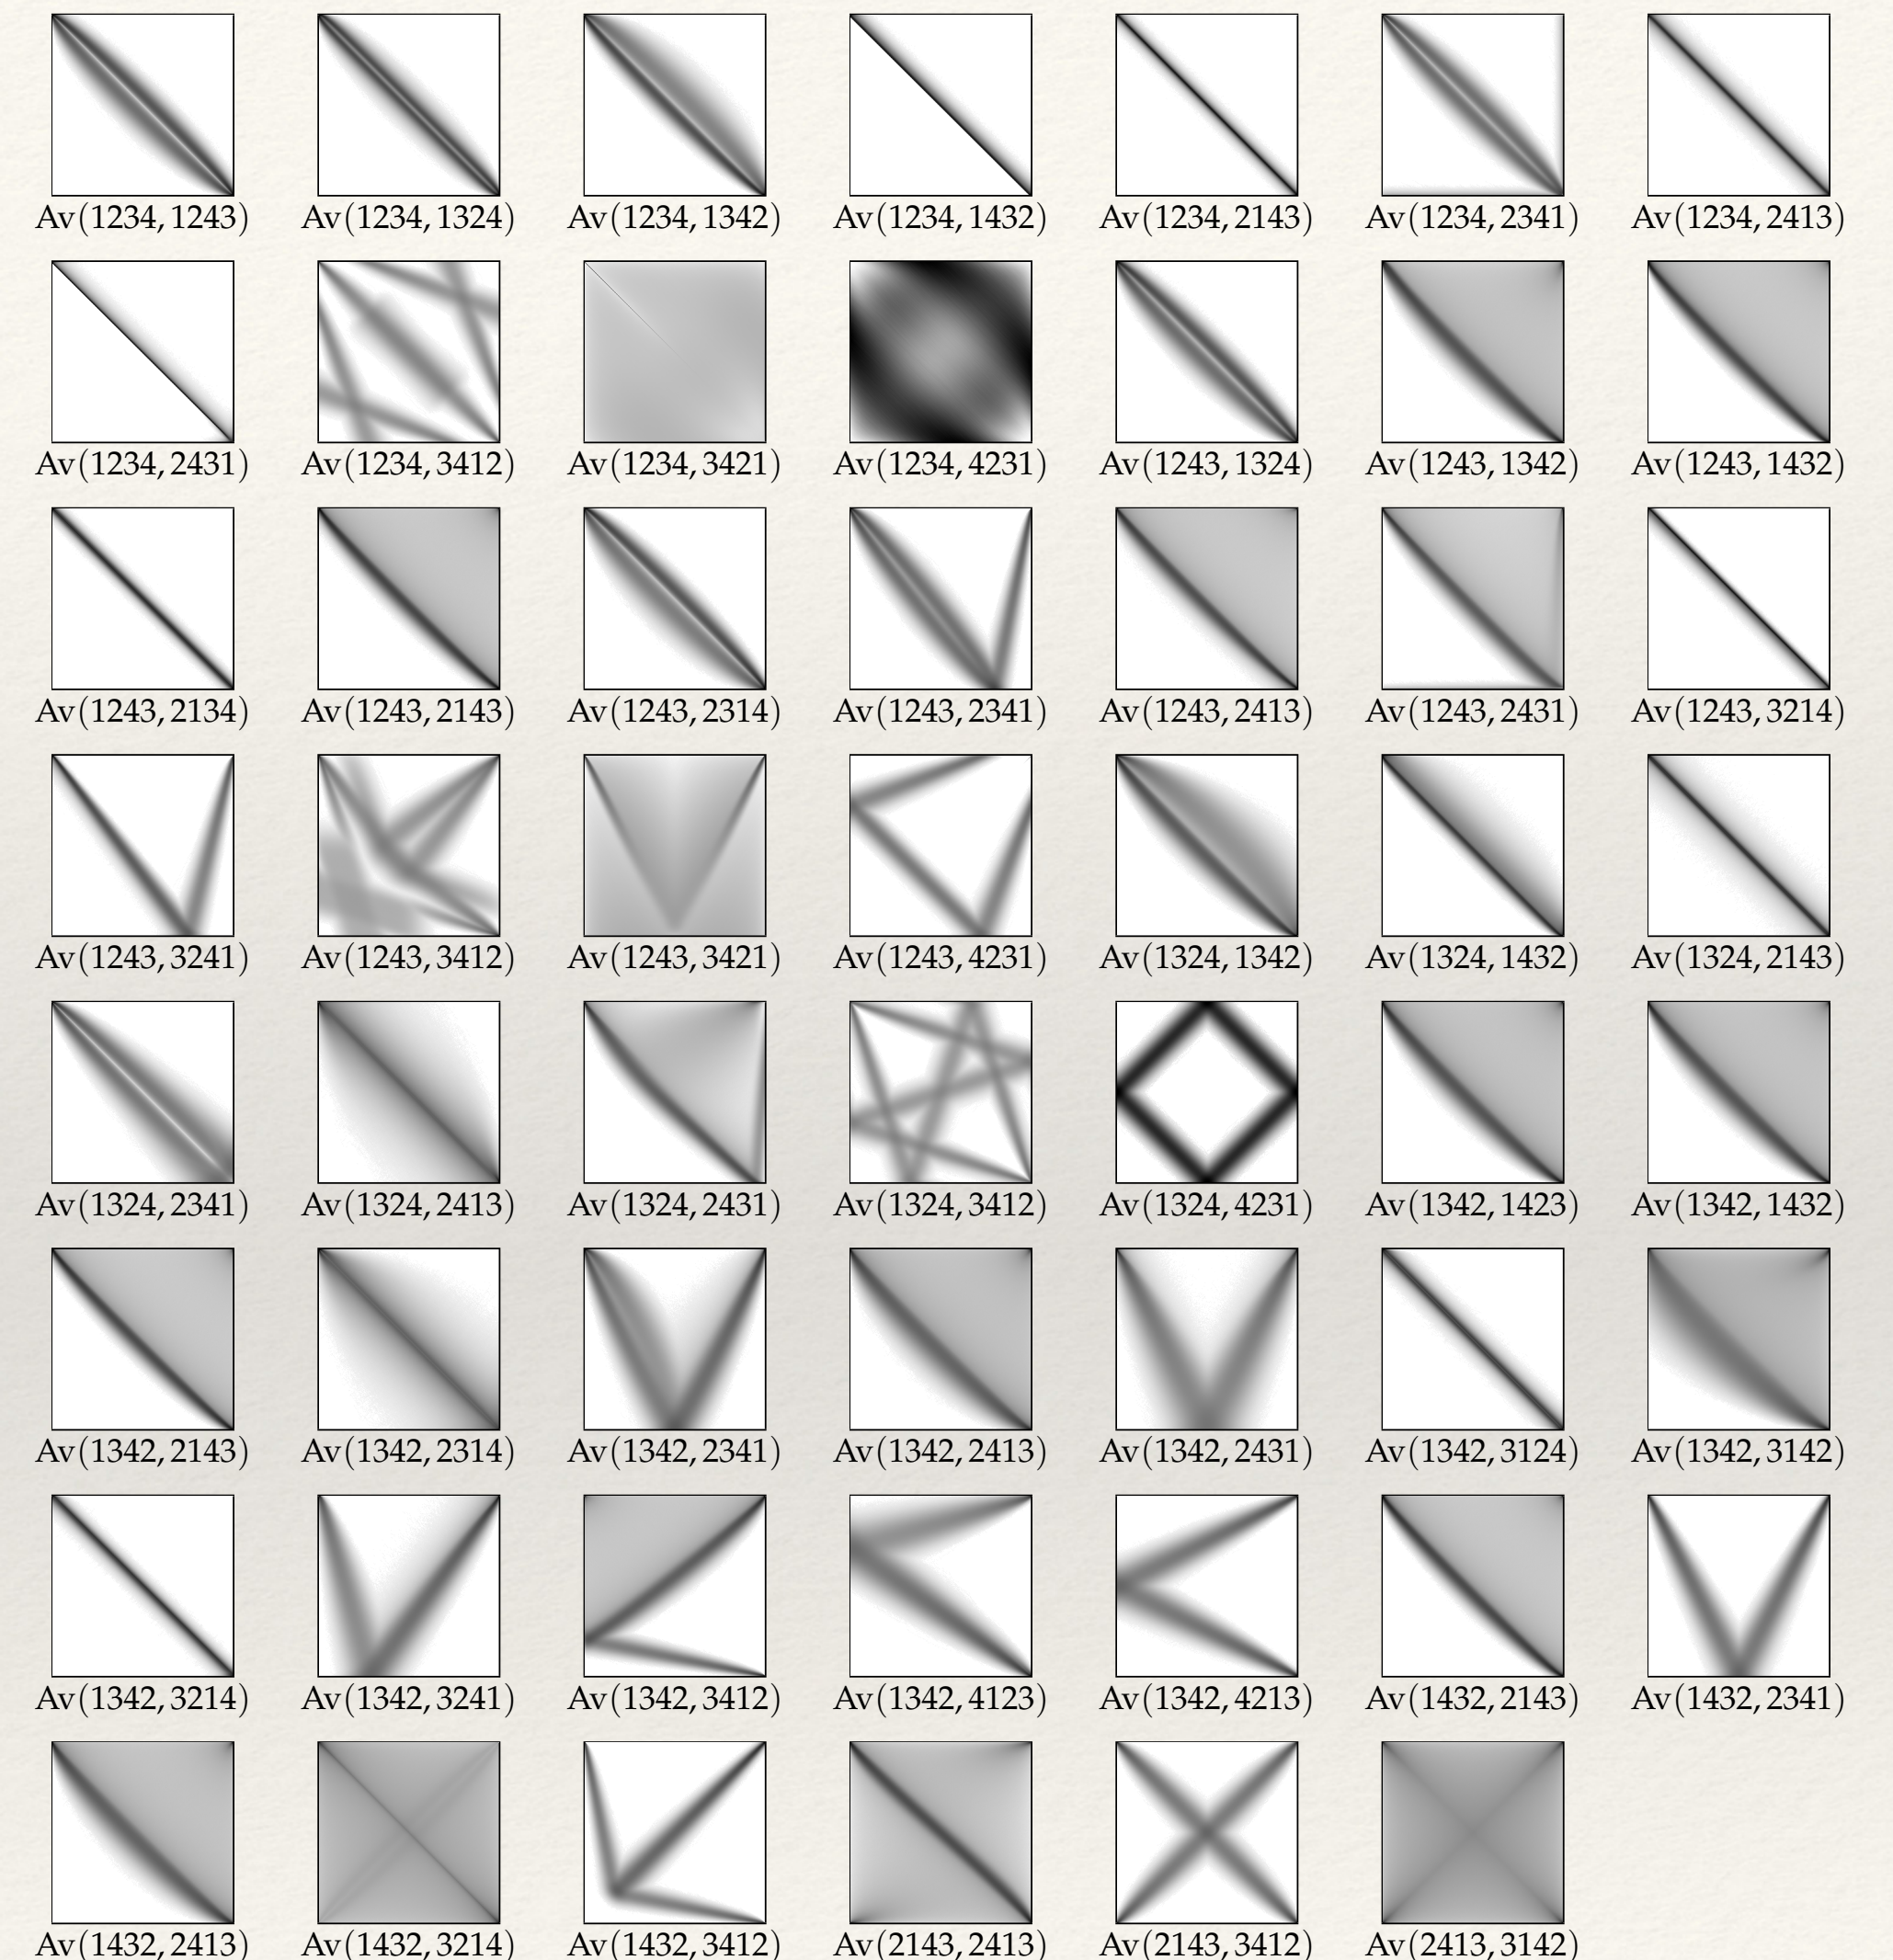 Av(1234, 1243) Av(1234, 1324) Av(1234, 1342) Av(1234, 1432) Av(1234, 2143) Av(1234, 2341) Av(1234, 2413)
Av(1234, 2431) Av(1234, 3412) Av(1234, 3421) Av(1234, 4231) Av(1243, 1324) Av(1243, 1342) Av(1243, 1432)
Av(1243, 2134) Av(1243, 2143) Av(1243, 2314) Av(1243, 2341) Av(1243, 2413) Av(1243, 2431) Av(1243, 3214)
Av(1243, 3241) Av(1243, 3412) Av(1243, 3421) Av(1243, 4231) Av(1324, 1342) Av(1324, 1432) Av(1324, 2143)
Av(1324, 2341) Av(1324, 2413) Av(1324, 2431) Av(1324, 3412) Av(1324, 4231) Av(1342, 1423) Av(1342, 1432)
Av(1342, 2143) Av(1342, 2314) Av(1342, 2341) Av(1342, 2413) Av(1342, 2431) Av(1342, 3124) Av(1342, 3142)
Av(1342, 3214) Av(1342, 3241) Av(1342, 3412) Av(1342, 4123) Av(1342, 4213) Av(1432, 2143) Av(1432, 2341)
Av(1432, 2413) Av(1432, 3214) Av(1432, 3412) Av(2143, 2413) Av(2143, 3412) Av(2413, 3142)